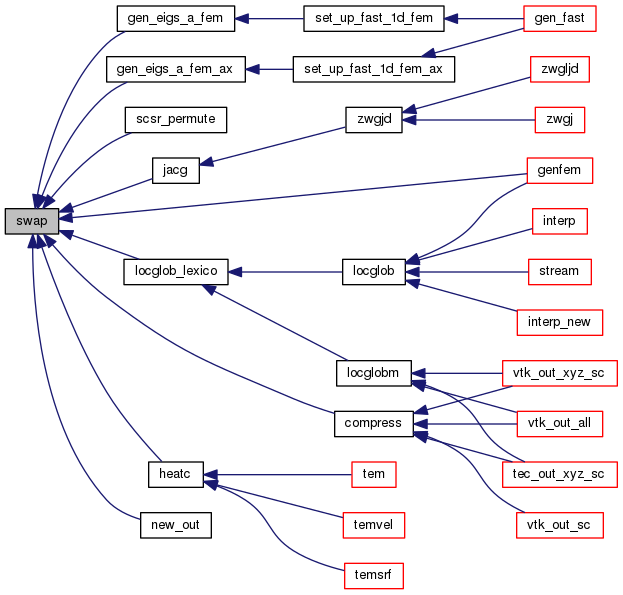 gen_eigs_a_fem
set_up_fast_1d_fem
gen_fast
gen_eigs_a_fem_ax
set_up_fast_1d_fem_ax
zwgljd
scsr_permute
zwgjd
zwgj
jacg
genfem
swap
interp
locglob_lexico
locglob
stream
interp_new
locglobm
vtk_out_xyz_sc
compress
vtk_out_all
heatc
tem
tec_out_xyz_sc
new_out
temvel
vtk_out_sc
temsrf